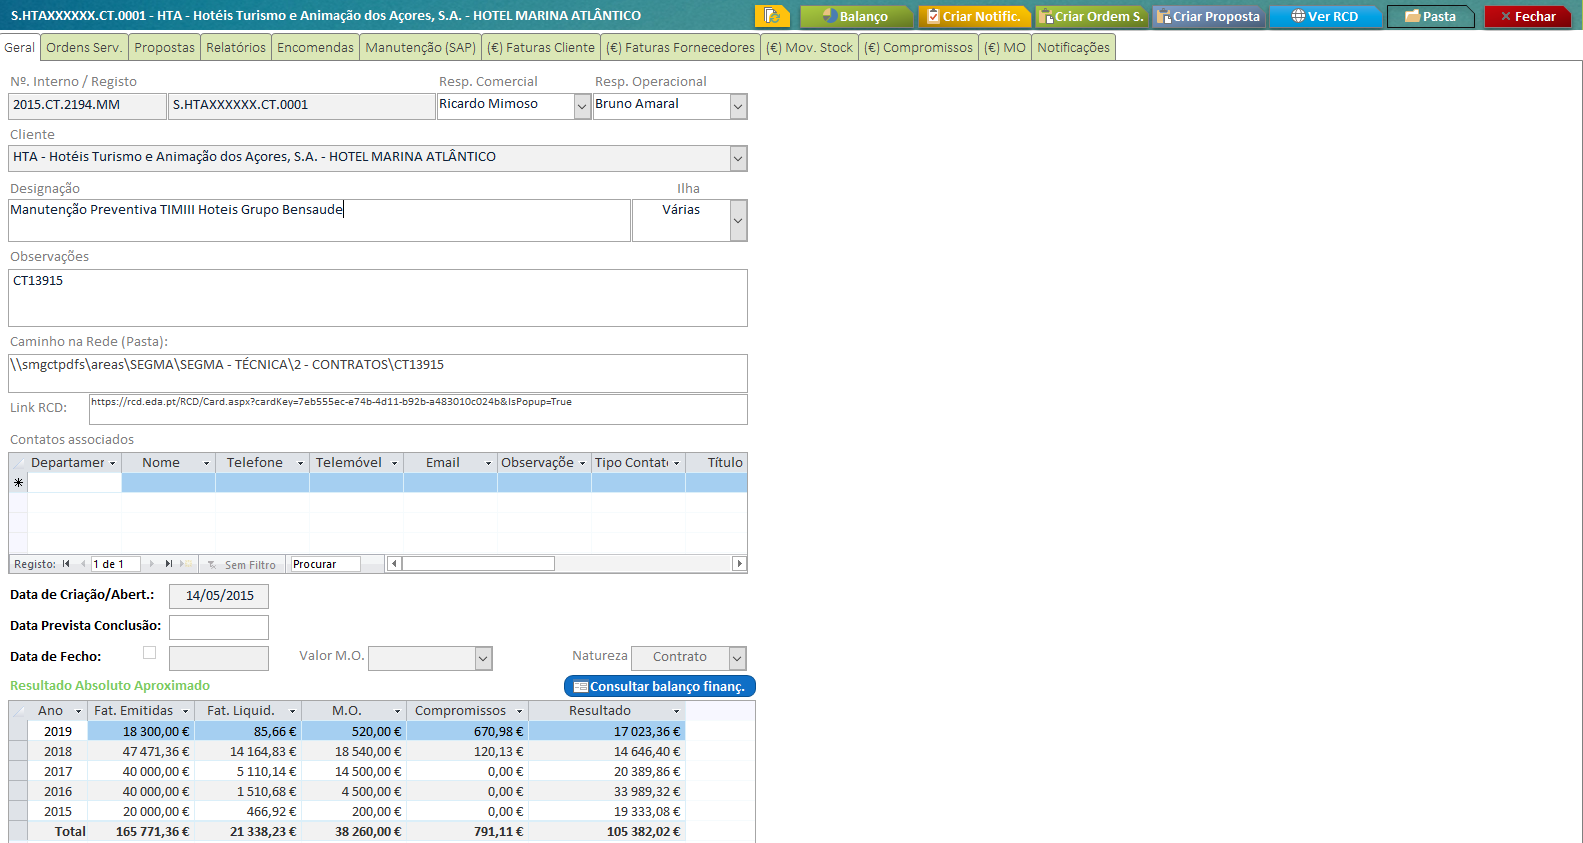 S.HTAXXXXXX.CT.0001 - HTA - Hotéis Turismo e Animação dos Açores, S.A. - HOTEL MARINA ATLÂNTICO Balanço Criar Notific. Criar Ordem S. Criar Proposta Ver RCD Pasta Fechar
Geral Ordens Serv. Propostas Relatórios Encomendas Manutenção (SAP) (€) Faturas Cliente (€) Faturas Fornecedores (€) Mov. Stock (€) Compromissos (€) MO Notificações
Nº. Interno / Registo Resp. Comercial Resp. Operacional
2015.CT.2194.MM S.HTAXXXXXX.CT.0001 Ricardo Mimoso Bruno Amaral
Cliente
HTA - Hotéis Turismo e Animação dos Açores, S.A. - HOTEL MARINA ATLÂNTICO
Designação Ilha
Manutenção Preventiva TIMIII Hoteis Grupo Bensaude Várias
Observações
CT13915
Caminho na Rede (Pasta):
\\smgctpdfs\areas\SEGMA\SEGMA - TÉCNICA\2 - CONTRATOS\CT13915
Link RCD: https://rcd.eda.pt/RCD/Card.aspx?cardKey=7eb555ec-e74b-4d11-b92b-a483010c024b&IsPopup=True
Contatos associados
Departamer Nome Telefone Telemóvel Email Observaçõe Tipo Contato Título
Registo: 1 de 1 Sem Filtro Procurar
Data de Criação/Abert.: 14/05/2015
Data Prevista Conclusão:
Data de Fecho: Valor M.O. Natureza Contrato
Resultado Absoluto Aproximado Consultar balanço finanç.
Ano Fat. Emitidas Fat. Liquid. M.O. Compromissos Resultado
2019 18 300,00 € 85,66 € 520,00 € 670,98 € 17 023,36 €
2018 47 471,36 € 14 164,83 € 18 540,00 € 120,13 € 14 646,40 €
2017 40 000,00 € 5 110,14 € 14 500,00 € 0,00 € 20 389,86 €
2016 40 000,00 € 1 510,68 € 4 500,00 € 0,00 € 33 989,32 €
2015 20 000,00 € 466,92 € 200,00 € 0,00 € 19 333,08 €
Total 165 771,36 € 21 338,23 € 38 260,00 € 791,11 € 105 382,02 €